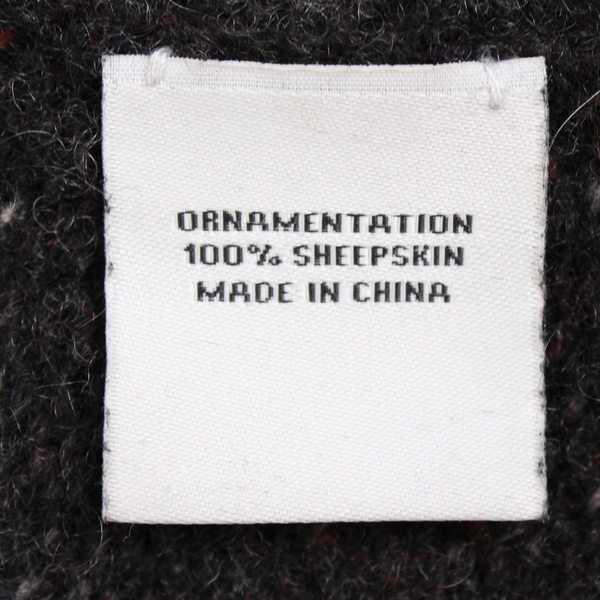 ORNAMENTATION
100% SHEEPSKIN
MADE IN CHINA